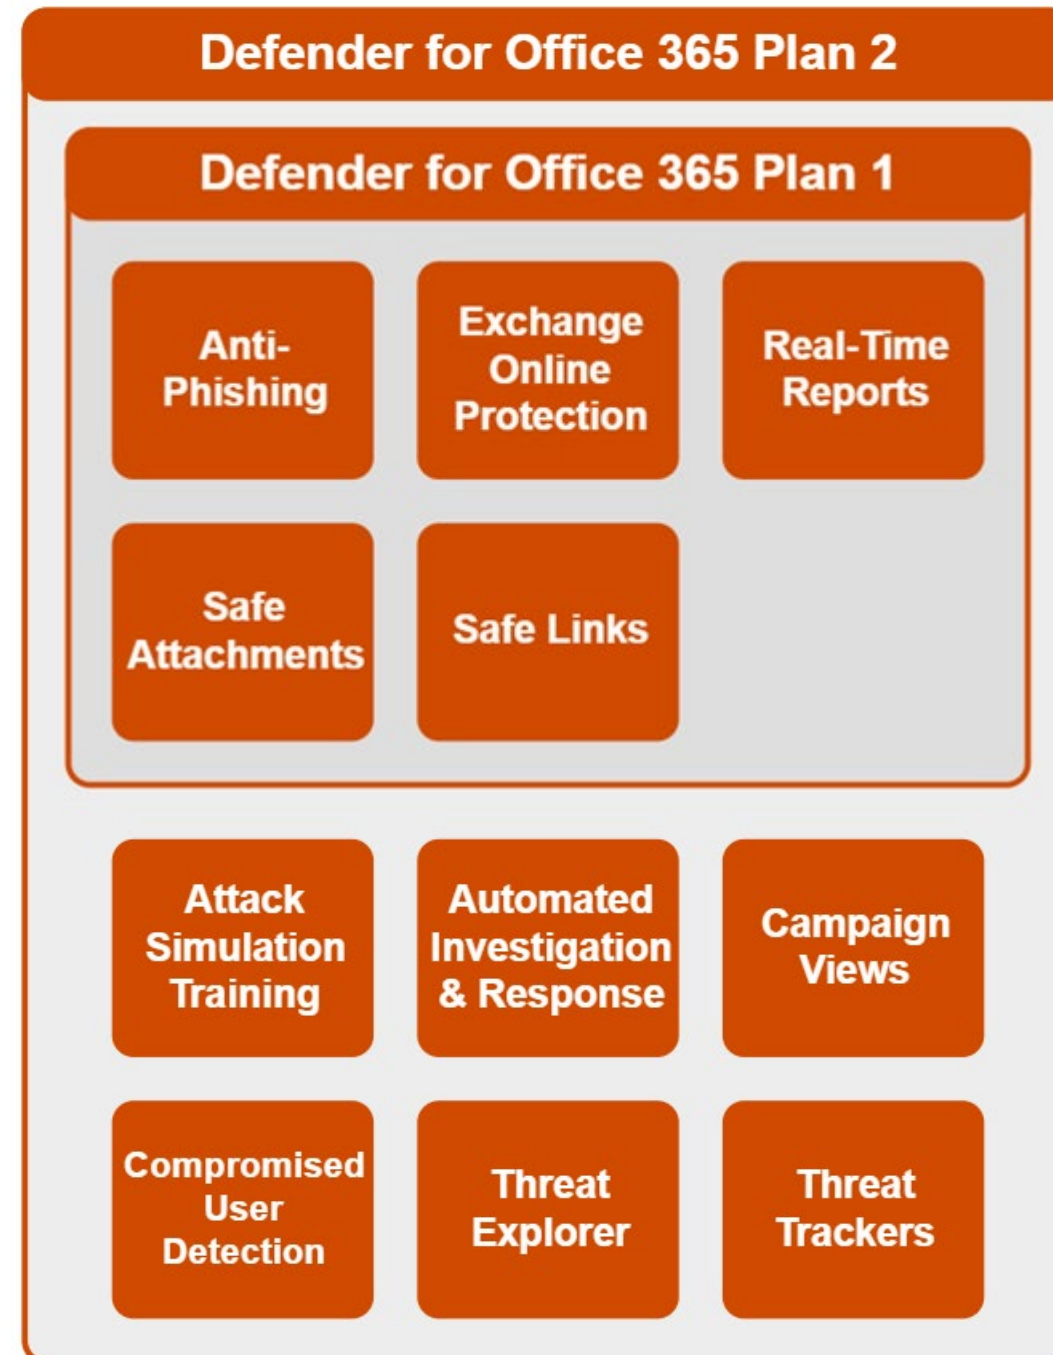 Defender for Office 365 Plan 2
Defender for Office 365 Plan 1
Anti-
Phishing
Exchange
Online
Protection
Real-Time
Reports
Safe
Attachments
Safe Links
Attack
Simulation
Training
Automated
Investigation
& Response
Campaign
Views
Compromised
User
Detection
Threat
Explorer
Threat
Trackers